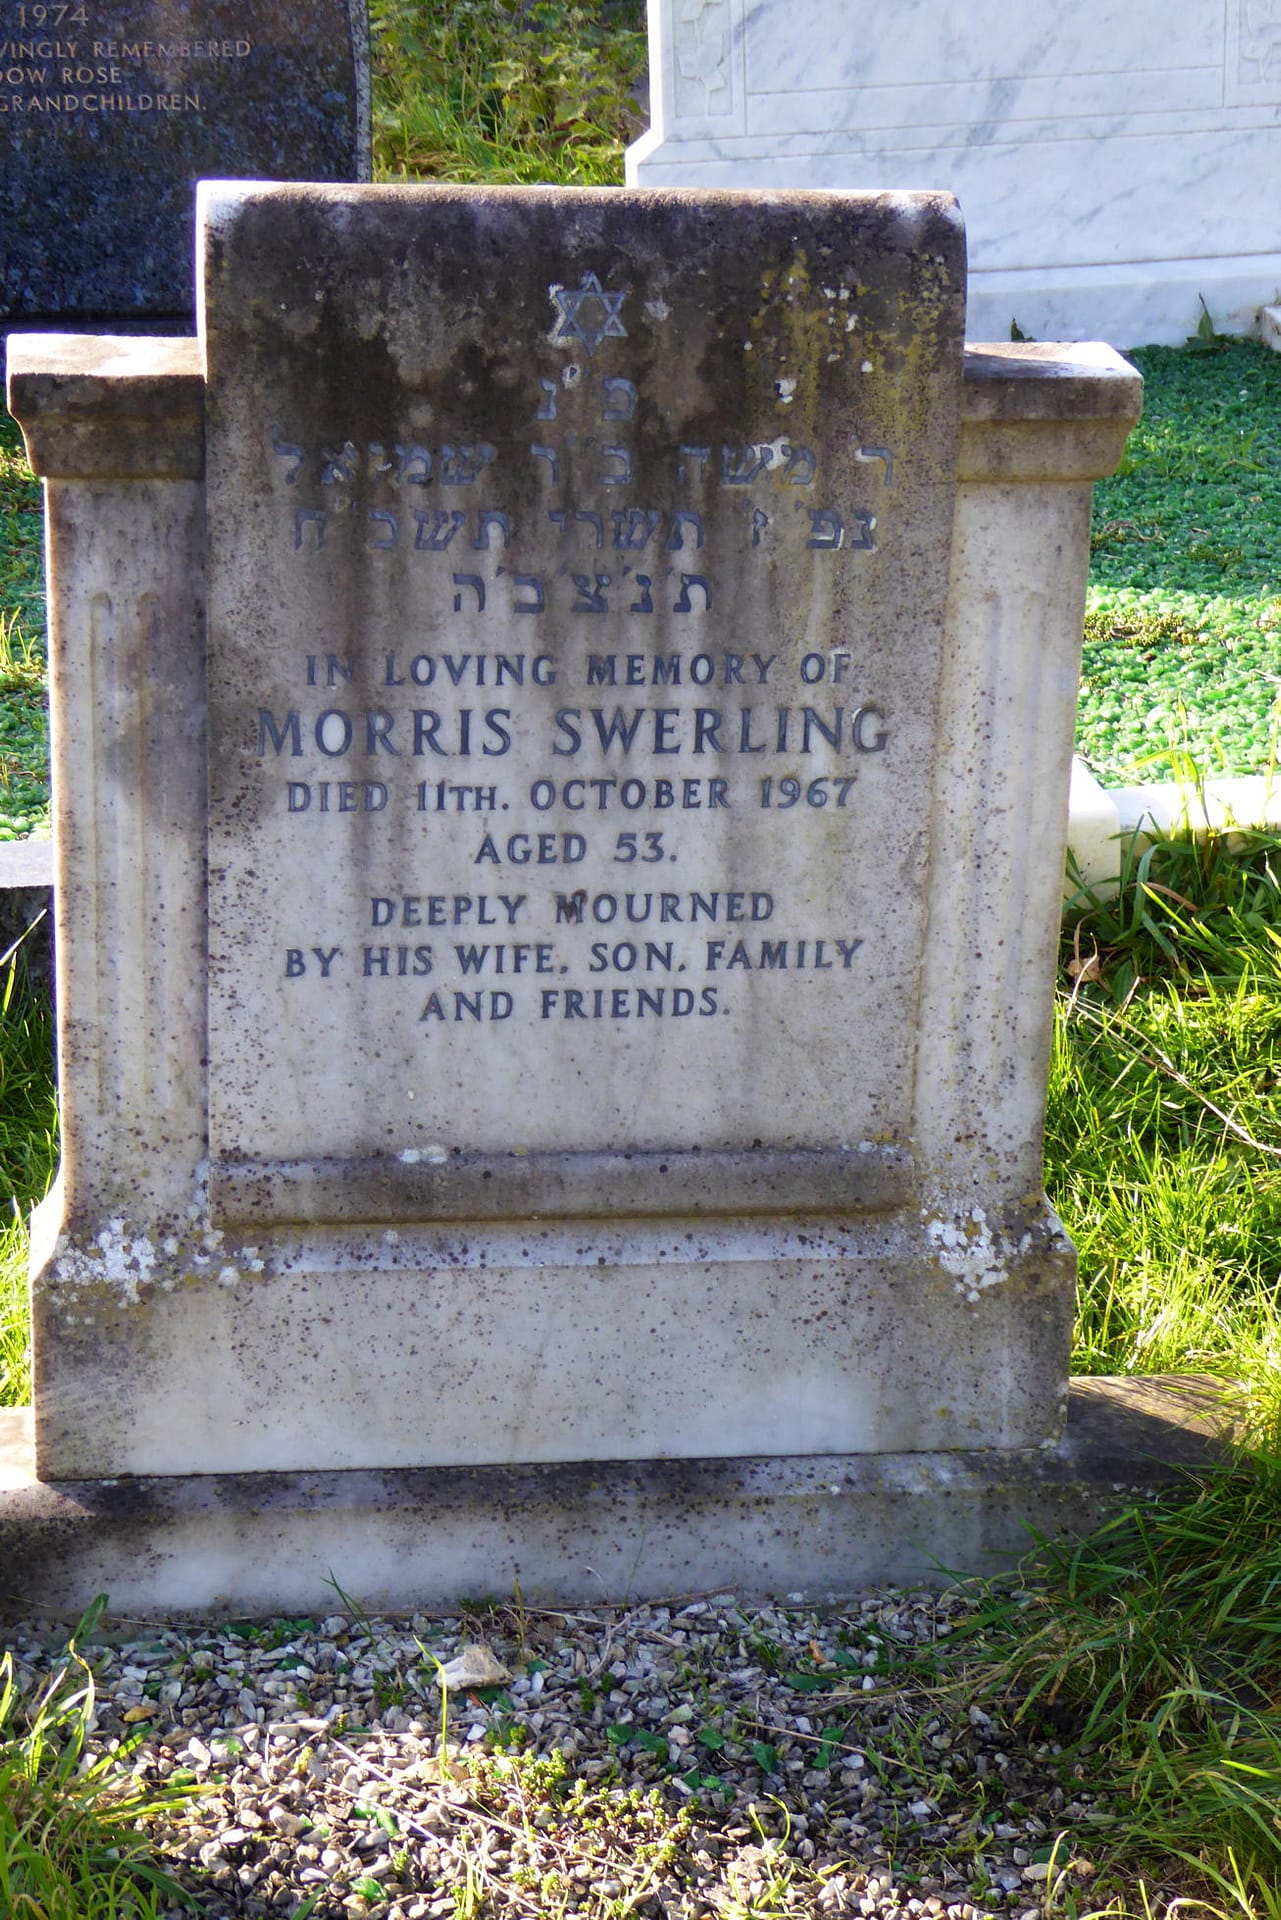 1974
VINGLY REMEMBERED
ROSE
GRANDCHILDREN.
פ נ
ר' משה ב"ר שמואל
נפ' ז' תשרי תשכ"ח
ת'נ'צ'ב'ה
IN LOVING MEMORY OF
MORRIS SWERLING
DIED 11TH. OCTOBER 1967
AGED 53.
DEEPLY MOURNED
BY HIS WIFE, SON, FAMILY
AND FRIENDS.